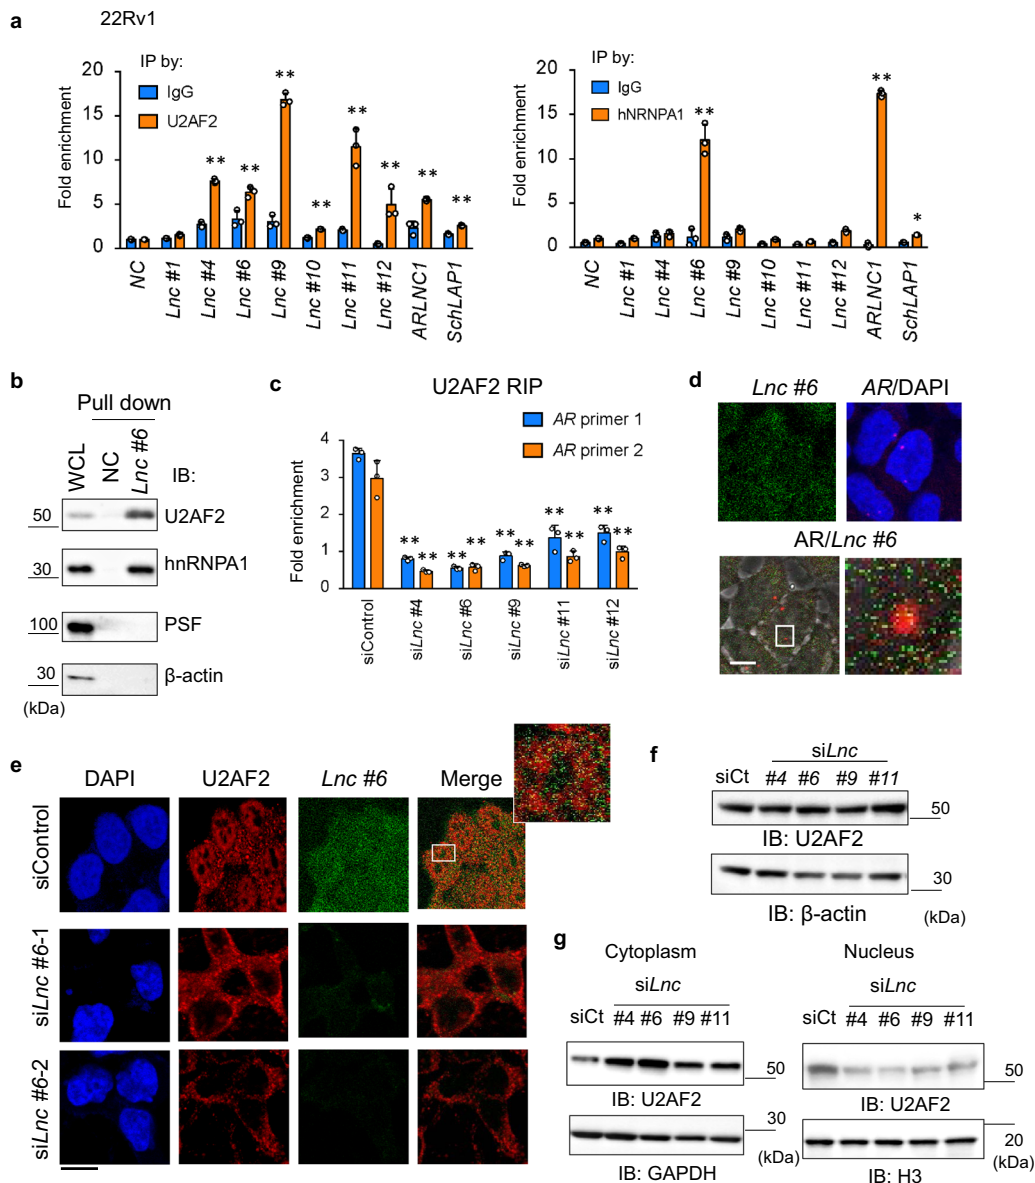 a
22Rv1
IP by:
IgG
U2AF2
Fold enrichment
20
15
10
5
0
**
**
**
**
**
**
**
**
NC
Lnc #1
Lnc #4
Lnc #6
Lnc #9
Lnc #10
Lnc #11
Lnc #12
ARLNC1
SchLAP1
IP by:
IgG
hNRNPA1
Fold enrichment
20
15
10
5
0
**
**
*
NC
Lnc #1
Lnc #4
Lnc #6
Lnc #9
Lnc #10
Lnc #11
Lnc #12
ARLNC1
SchLAP1
b
Pull down
WCL
NC
Lnc #6
IB:
50
U2AF2
30
hnRNPA1
100
PSF
30
β-actin
(kDa)
c
U2AF2 RIP
AR primer 1
AR primer 2
Fold enrichment
4
3
2
1
0
**
**
**
**
**
**
**
**
**
**
siControl
siLnc #4
siLnc #6
siLnc #9
siLnc #11
siLnc #12
d
Lnc #6
AR/DAPI
AR/Lnc #6
e
DAPI
U2AF2
Lnc #6
Merge
siControl
siLnc #6-1
siLnc #6-2
f
siLnc
siCt
#4
#6
#9
#11
50
IB: U2AF2
30
IB: β-actin
(kDa)
g
Cytoplasm
siLnc
siCt
#4
#6
#9
#11
50
IB: U2AF2
30
(kDa)
IB: GAPDH
Nucleus
siLnc
siCt
#4
#6
#9
#11
50
IB: U2AF2
20
(kDa)
IB: H3